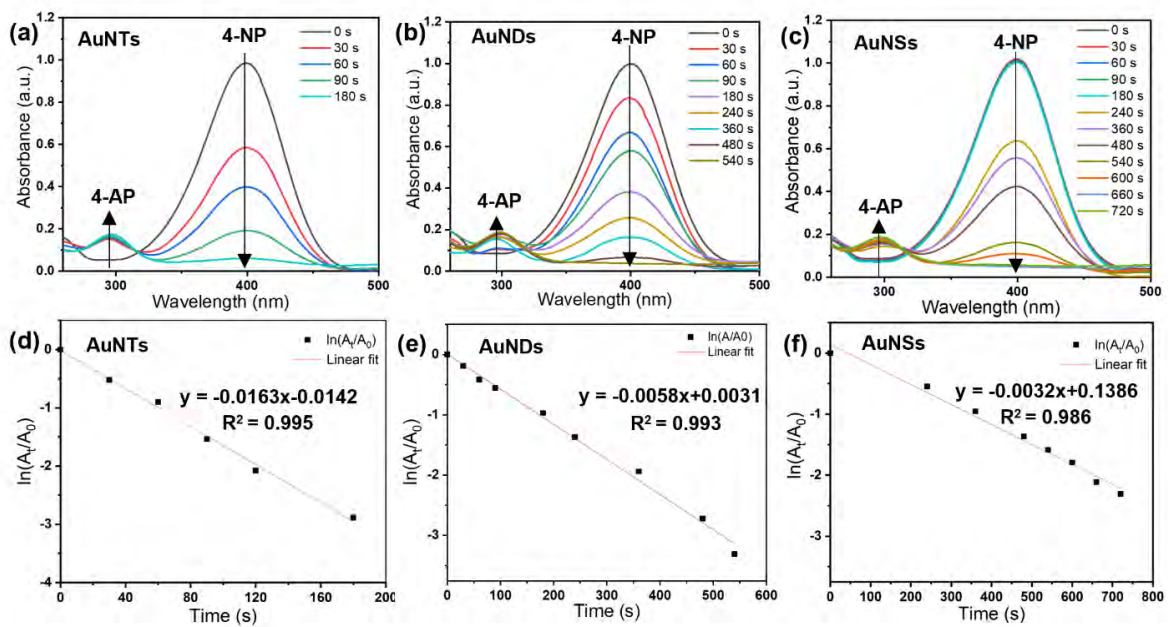 (a)
AuNTs
4-NP
0 s
30 s
60 s
90 s
180 s
4-AP
Absorbance (a.u.)
1.2
1.0
0.8
0.6
0.4
0.2
0.0
300
400
500
Wavelength (nm)
(b)
AuNDs
4-NP
0 s
30 s
60 s
90 s
180 s
240 s
360 s
480 s
540 s
4-AP
Absorbance (a.u.)
1.2
1.0
0.8
0.6
0.4
0.2
0.0
300
400
500
Wavelength (nm)
(c)
AuNSs
4-NP
0 s
30 s
60 s
90 s
180 s
240 s
360 s
480 s
540 s
600 s
660 s
720 s
4-AP
Absorbance (a.u.)
1.2
1.0
0.8
0.6
0.4
0.2
0.0
300
400
500
Wavelength (nm)
(d)
AuNTs
ln(Aₜ/A₀)
Linear fit
y = -0.0163x-0.0142
R² = 0.995
ln(Aₜ/A₀)
0
-1
-2
-3
-4
0
40
80
120
160
200
Time (s)
(e)
AuNDs
ln(A/A0)
Linear fit
y = -0.0058x+0.0031
R² = 0.993
ln(Aₜ/A₀)
0
-1
-2
-3
0
100
200
300
400
500
600
Time (s)
(f)
AuNSs
ln(Aₜ/A₀)
Linear fit
y = -0.0032x+0.1386
R² = 0.986
ln(Aₜ/A₀)
0
-1
-2
-3
0
100
200
300
400
500
600
700
800
Time (s)